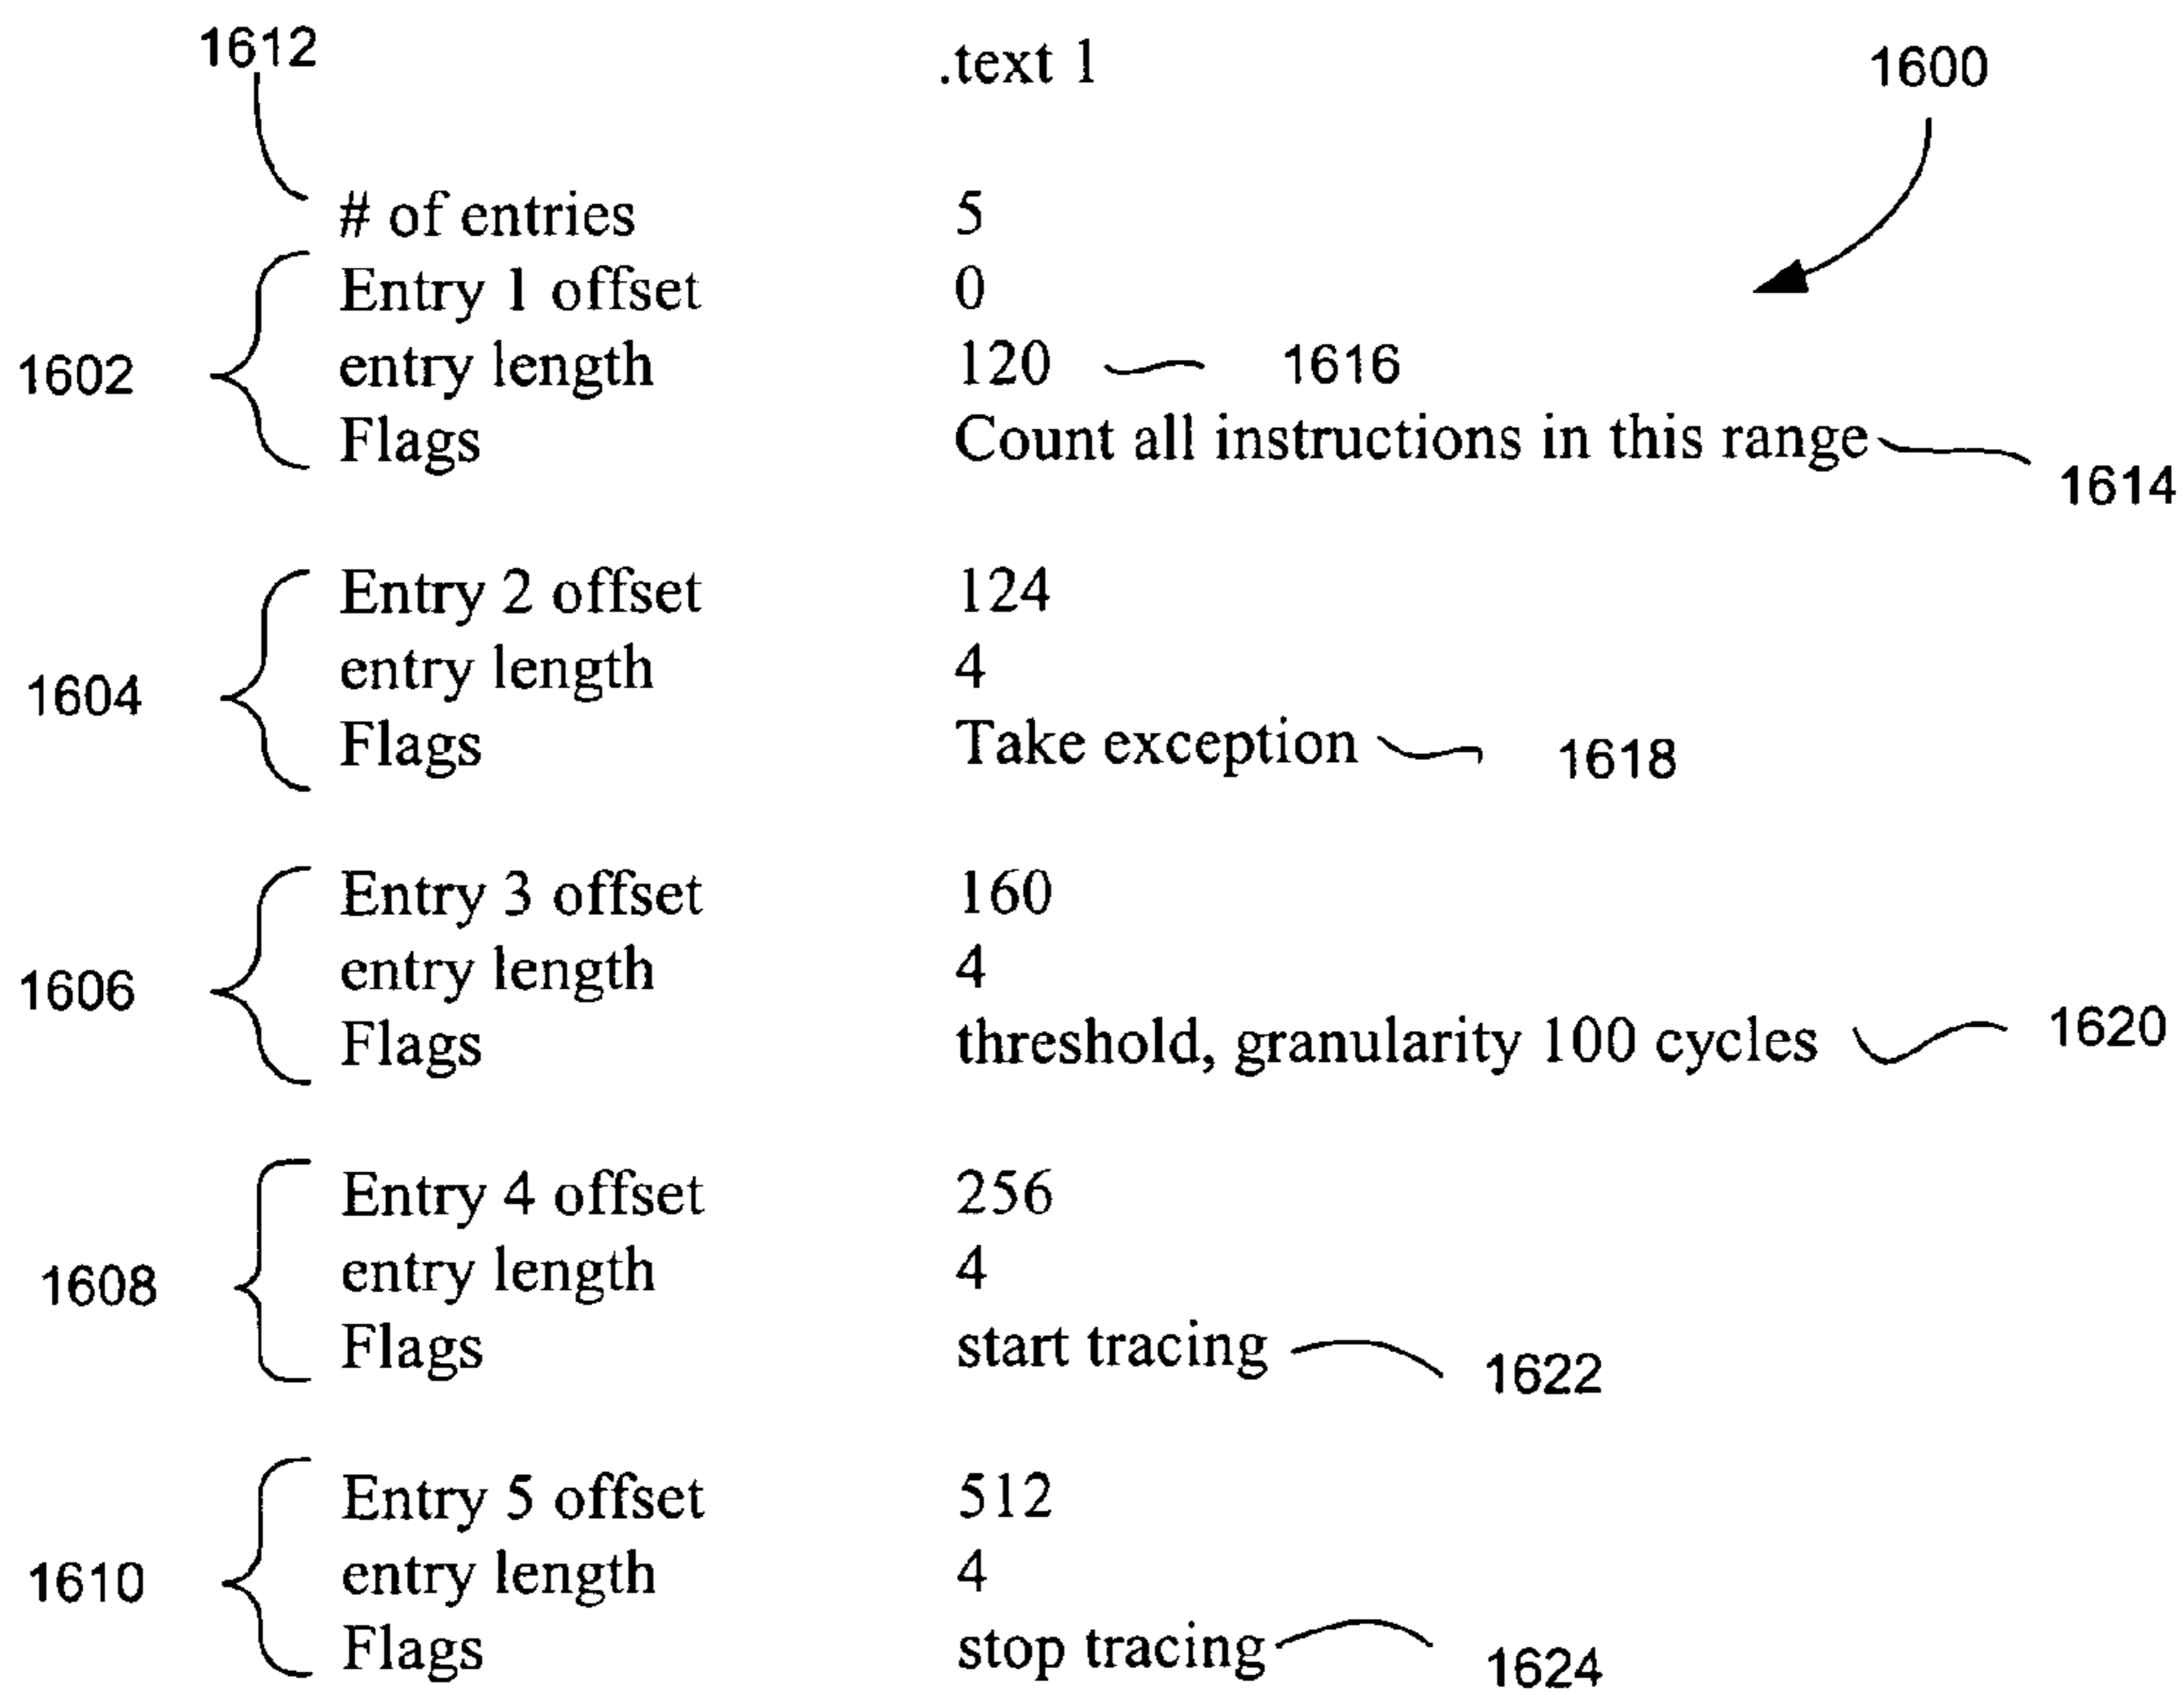 1612 .text 1 1600
# of entries 5
Entry 1 offset 0
1602 entry length 120 1616
Flags Count all instructions in this range 1614
Entry 2 offset 124
1604 entry length 4
Flags Take exception 1618
Entry 3 offset 160
1606 entry length 4
Flags threshold, granularity 100 cycles 1620
Entry 4 offset 256
1608 entry length 4
Flags start tracing 1622
Entry 5 offset 512
1610 entry length 4
Flags stop tracing 1624